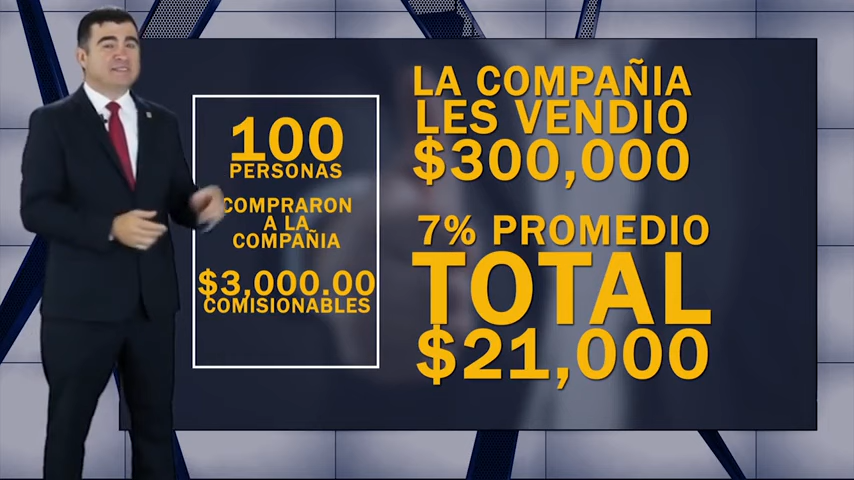 100
PERSONAS
COMPRARON
A LA
COMPAÑIA
$3,000.00
COMISIONABLES
LA COMPAÑIA
LES VENDIO
$300,000
7% PROMEDIO
TOTAL
$21,000